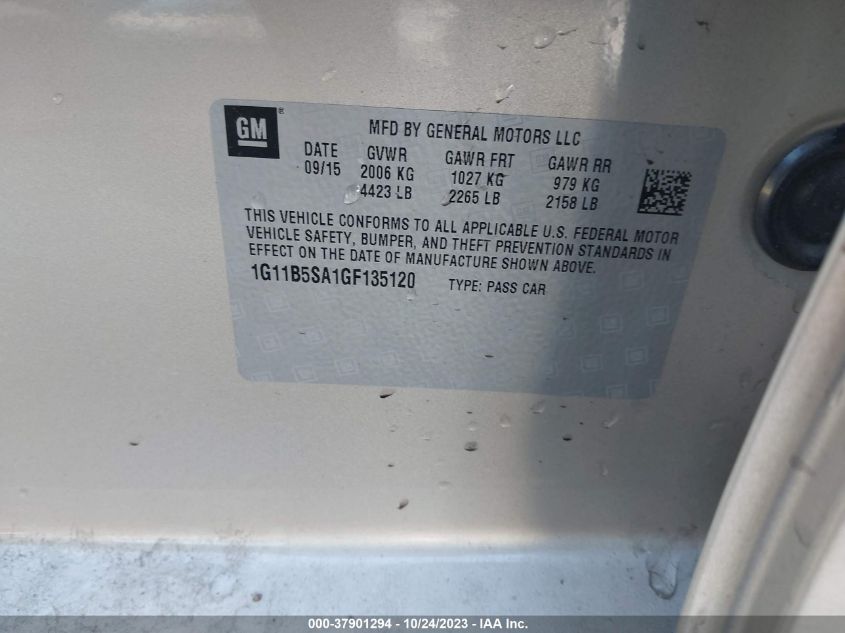 GM ®
MFD BY GENERAL MOTORS LLC
DATE GVWR GAWR FRT GAWR RR
09/15 2006 KG 1027 KG 979 KG
4423 LB 2265 LB 2158 LB
THIS VEHICLE CONFORMS TO ALL APPLICABLE U.S. FEDERAL MOTOR
VEHICLE SAFETY, BUMPER, AND THEFT PREVENTION STANDARDS IN
EFFECT ON THE DATE OF MANUFACTURE SHOWN ABOVE.
1G11B5SA1GF135120 TYPE: PASS CAR
000-37901294 - 10/24/2023 - IAA Inc.